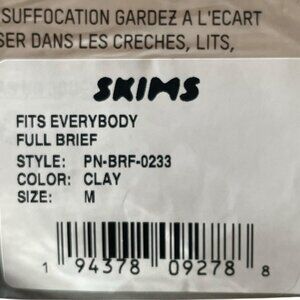 SUFFOCATION GARDEZ A L'ECART
SER DANS LES CRECHES, LITS,
SKIMS
FITS EVERYBODY
FULL BRIEF
STYLE: PN-BRF-0233
COLOR: CLAY
SIZE: M
1 94378 09278 8